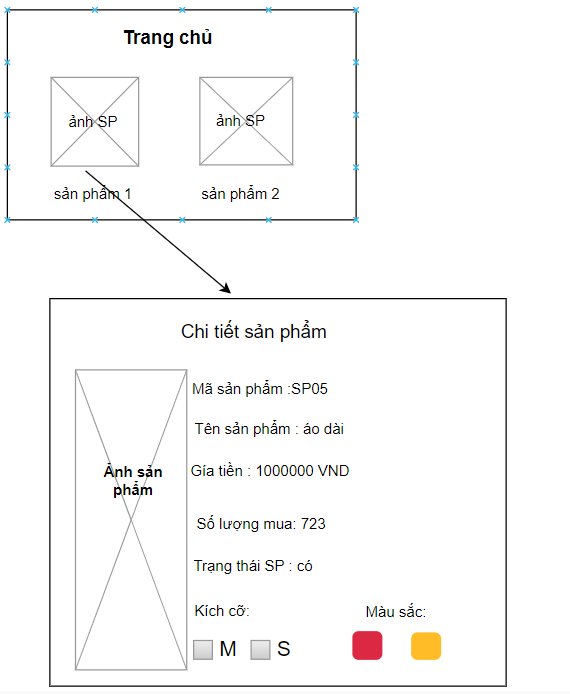 Trang chủ
ảnh SP
ảnh SP
sản phẩm 1
sản phẩm 2
Chi tiết sản phẩm
Ảnh sản
phẩm
Mã sản phẩm :SP05
Tên sản phẩm : áo dài
Gía tiền : 1000000 VND
Số lượng mua: 723
Trạng thái SP : có
Kích cỡ:
Màu sắc:
M
S